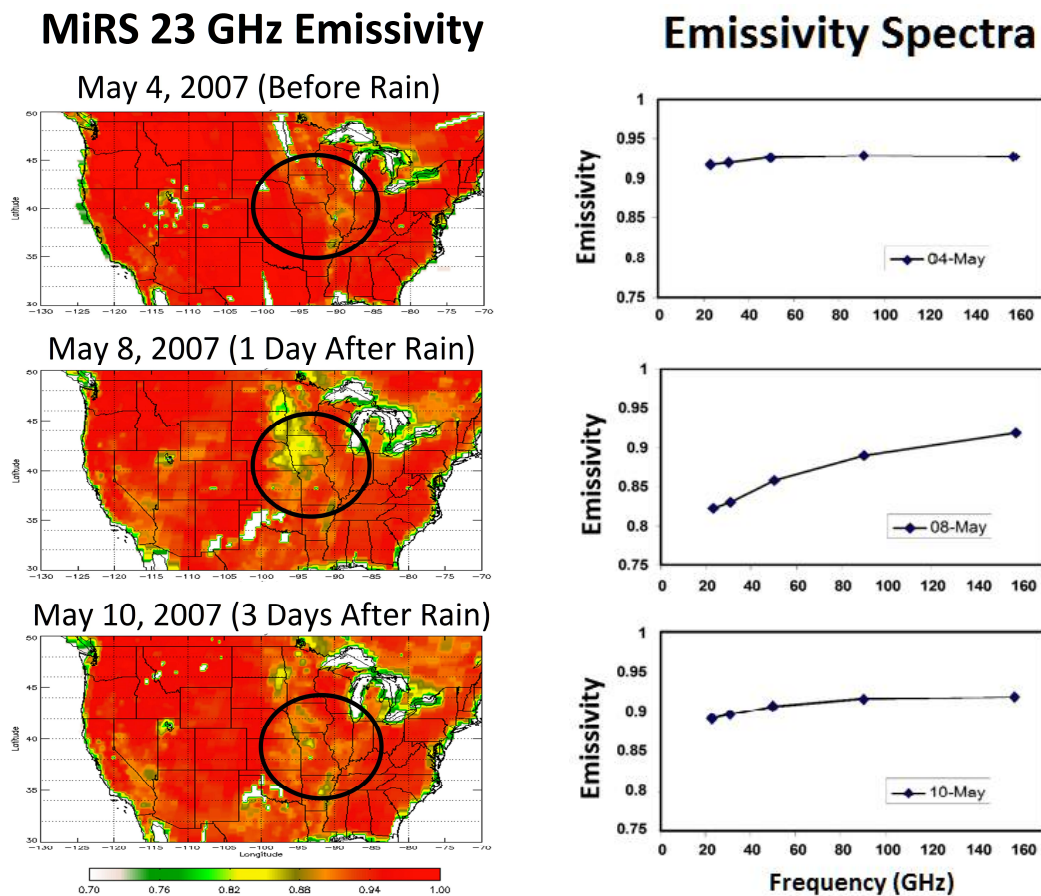 MiRS 23 GHz Emissivity
May 4, 2007 (Before Rain)
50
45
40
35
30
Latitude
−130 −125 −120 −115 −110 −105 −100 −95 −90 −85 −80 −75 −70
May 8, 2007 (1 Day After Rain)
50
45
40
35
30
Latitude
−130 −125 −120 −115 −110 −105 −100 −95 −90 −85 −80 −75 −70
May 10, 2007 (3 Days After Rain)
50
45
40
35
30
Latitude
−130 −125 −120 −115 −110 −105 −100 −95 −90 −85 −80 −75 −70
Longitude
0.70 0.76 0.82 0.88 0.94 1.00
Emissivity Spectra
1
0.95
0.9
0.85
0.8
0.75
Emissivity
04-May
0 20 40 60 80 100 120 140 160
1
0.95
0.9
0.85
0.8
0.75
Emissivity
08-May
0 20 40 60 80 100 120 140 160
1
0.95
0.9
0.85
0.8
0.75
Emissivity
10-May
0 20 40 60 80 100 120 140 160
Frequency (GHz)